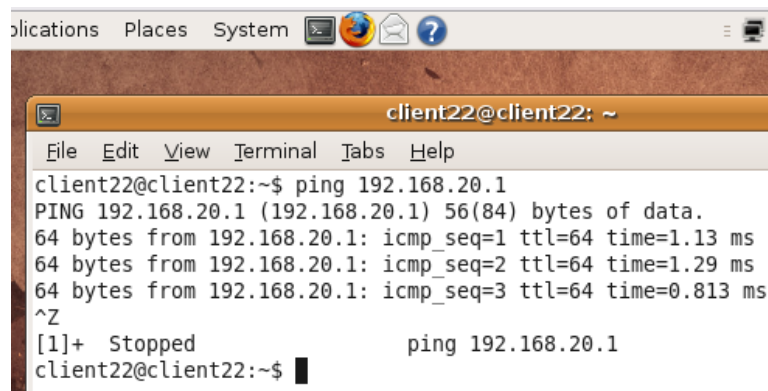 plications Places System
client22@client22: ~
File Edit View Terminal Tabs Help
client22@client22:~$ ping 192.168.20.1
PING 192.168.20.1 (192.168.20.1) 56(84) bytes of data.
64 bytes from 192.168.20.1: icmp_seq=1 ttl=64 time=1.13 ms
64 bytes from 192.168.20.1: icmp_seq=2 ttl=64 time=1.29 ms
64 bytes from 192.168.20.1: icmp_seq=3 ttl=64 time=0.813 ms
^Z
[1]+  Stopped                 ping 192.168.20.1
client22@client22:~$